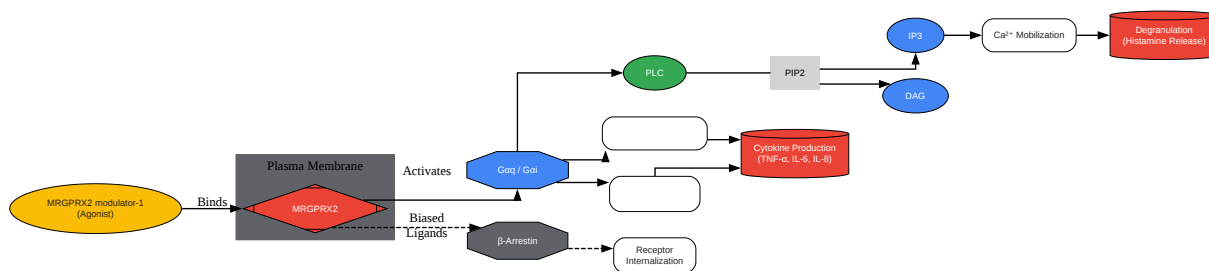 MRGPRX2 modulator-1
(Agonist)
Binds
Plasma Membrane
MRGPRX2
Activates
Biased
Ligands
Gαq / Gαi
β-Arrestin
Receptor
Internalization
PLC
PIP2
IP3
DAG
Ca²⁺ Mobilization
Degranulation
(Histamine Release)
Cytokine Production
(TNF-α, IL-6, IL-8)